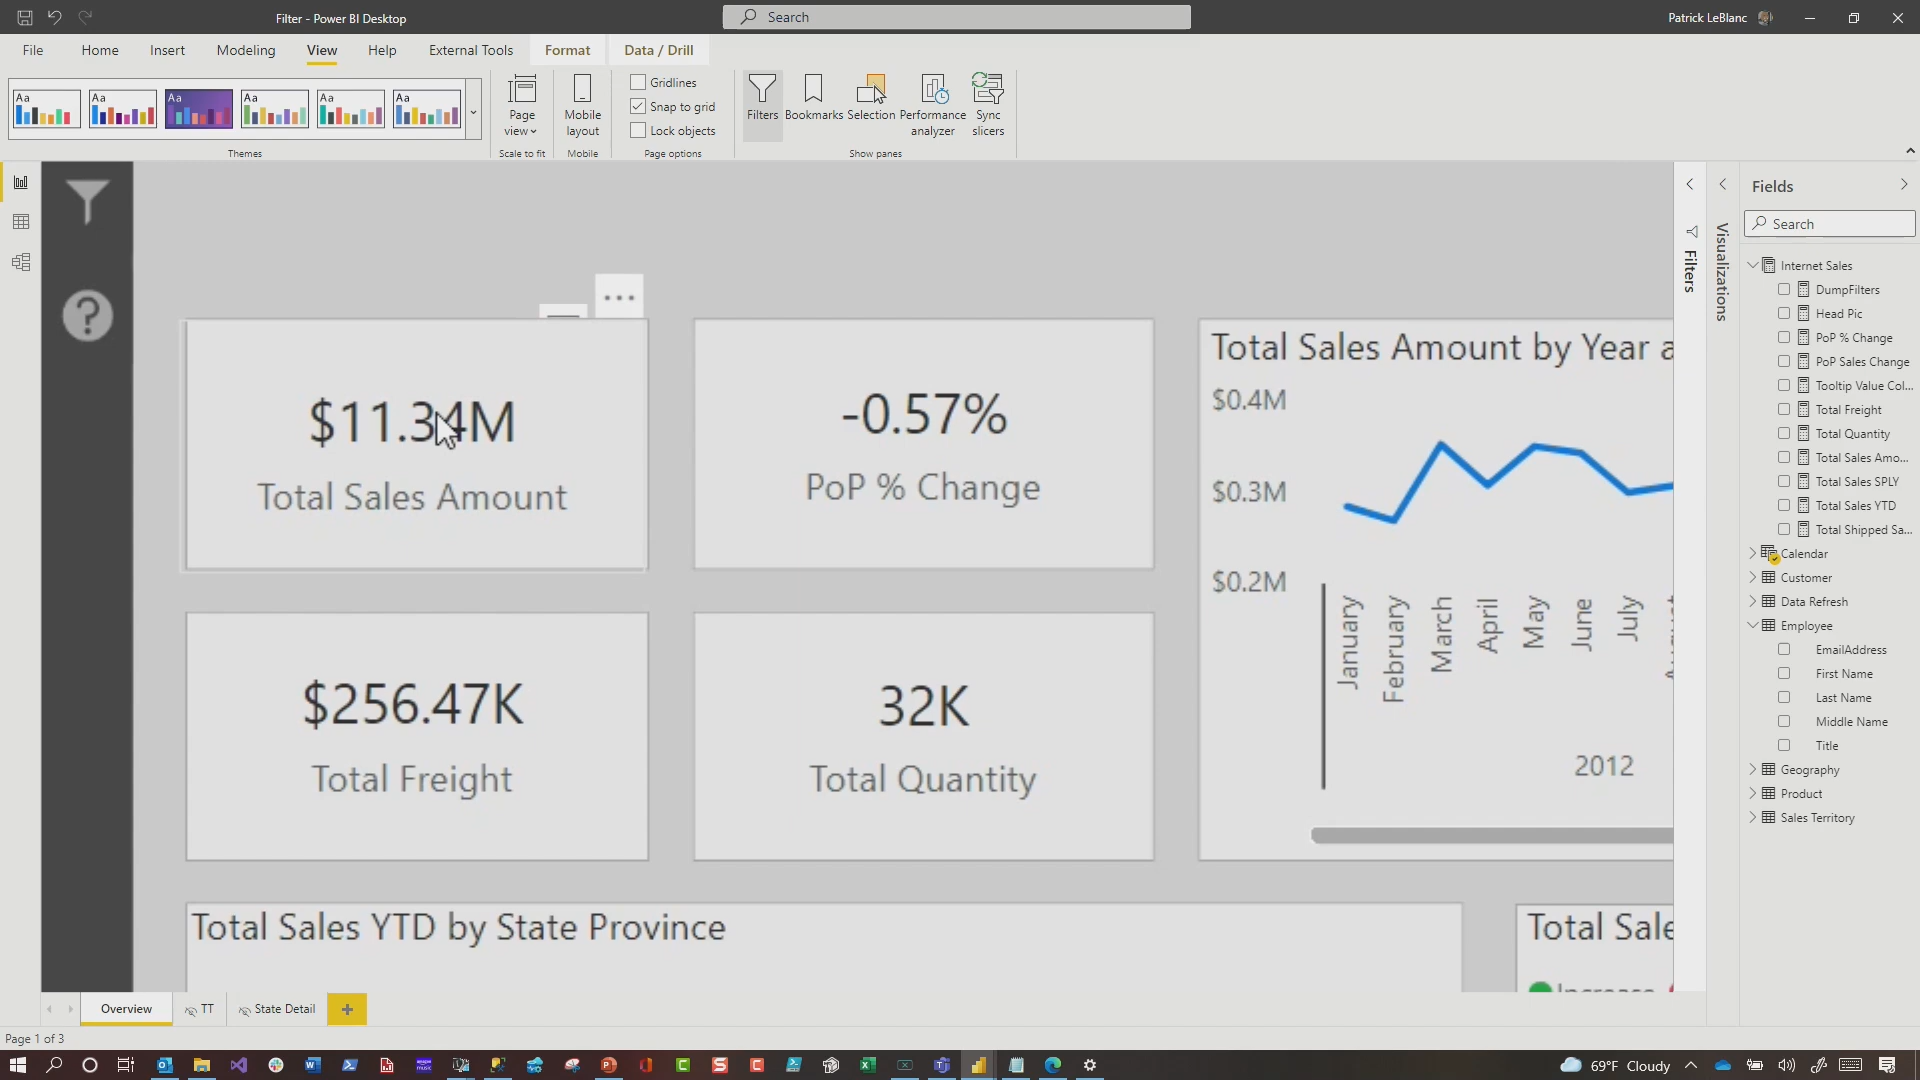 Filter - Power BI Desktop
Search
Patrick LeBlanc
File
Home
Insert
Modeling
View
Help
External Tools
Format
Data / Drill
Aa
Aa
Aa
Aa
Aa
Aa
Page
view
Mobile
layout
Gridlines
Snap to grid
Lock objects
Filters
Bookmarks
Selection
Performance
analyzer
Sync
slicers
Themes
Scale to fit
Mobile
Page options
Show panes
Filters
Visualizations
Fields
Search
Internet Sales
DumpFilters
Head Pic
PoP % Change
PoP Sales Change
Tooltip Value Col...
Total Freight
Total Quantity
Total Sales Amo...
Total Sales SPLY
Total Sales YTD
Total Shipped Sa...
Calendar
Customer
Data Refresh
Employee
EmailAddress
First Name
Last Name
Middle Name
Title
Geography
Product
Sales Territory
$11.34M
Total Sales Amount
-0.57%
PoP % Change
$256.47K
Total Freight
32K
Total Quantity
Total Sales Amount by Year a
$0.4M
$0.3M
$0.2M
January
February
March
April
May
June
July
2012
Total Sales YTD by State Province
Total Sale
Increase
Overview
TT
State Detail
Page 1 of 3
69°F Cloudy